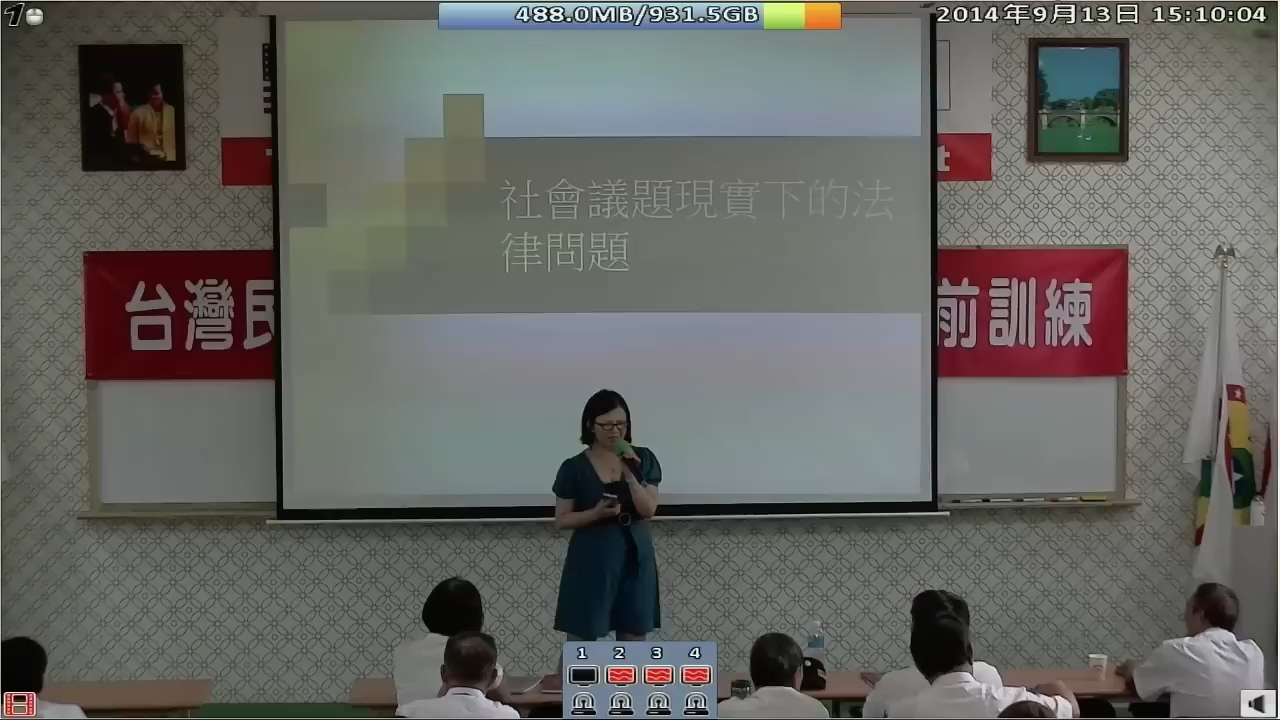 1
488.0MB/931.5GB
2014年9月13日 15:10:04
t
社會議題現實下的法
律問題
台灣民
前訓練
1 2 3 4